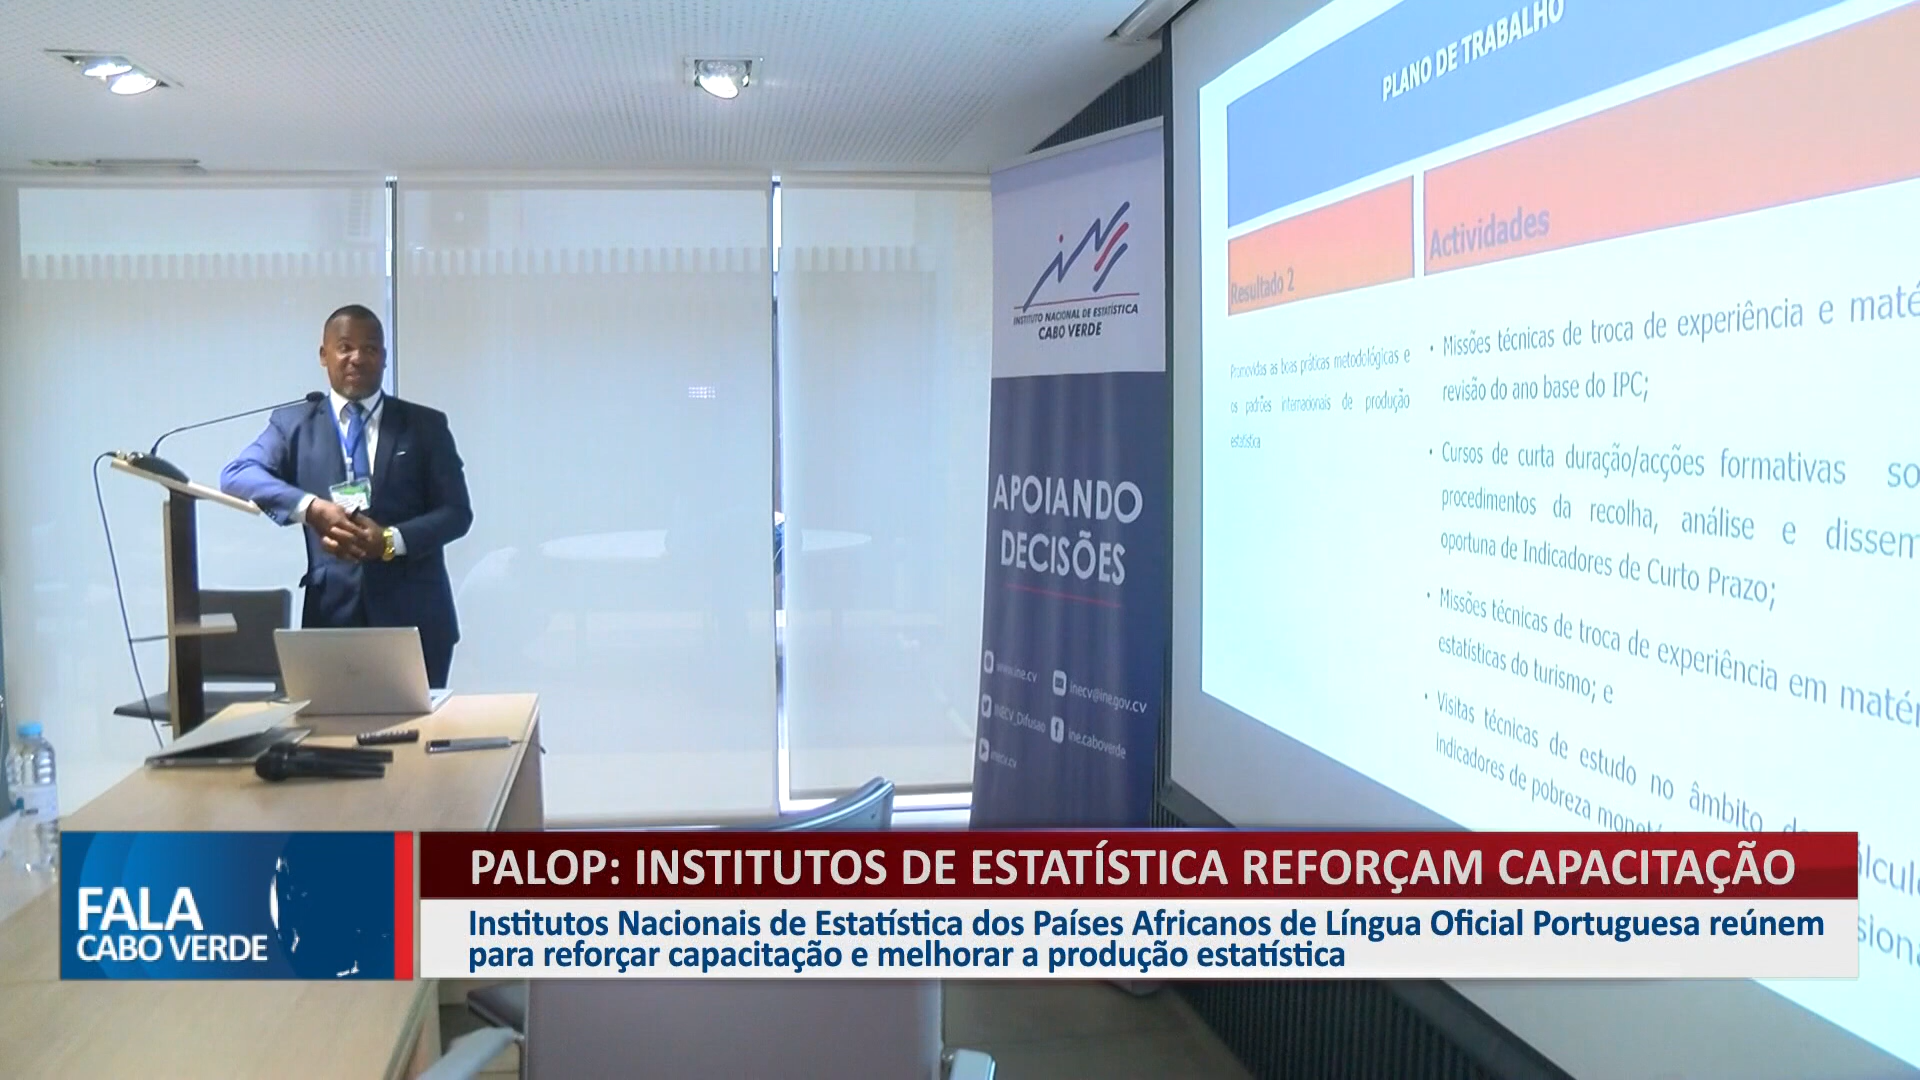 PLANO DE TRABALHO
Resultado 2
Actividades
Promovidas as boas práticas metodológicas e
os padrões internacionais de produção
estatística
• Missões técnicas de troca de experiência e
revisão do ano base do IPC;
• Cursos de curta duração/acções formativas
procedimentos da recolha, análise e
oportuna de Indicadores de Curto Prazo;
• Missões técnicas de troca de experiência em
estatísticas do turismo; e
• Visitas técnicas de estudo no âmbito
indicadores de pobreza
INE
INSTITUTO NACIONAL DE ESTATÍSTICA
CABO VERDE
APOIANDO
DECISÕES
www.ine.cv
inecv@ine.gov.cv
INECV_Difusao
ine.caboverde
inecv.cv
FALA
CABO VERDE
PALOP: INSTITUTOS DE ESTATÍSTICA REFORÇAM CAPACITAÇÃO
Institutos Nacionais de Estatística dos Países Africanos de Língua Oficial Portuguesa reúnem
para reforçar capacitação e melhorar a produção estatística